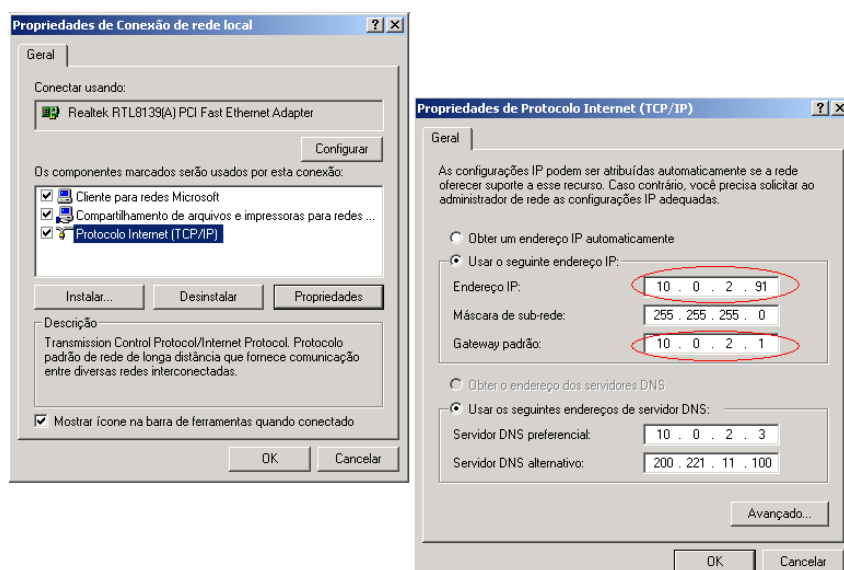 Propriedades de Conexão de rede local
Geral
Conectar usando:
Realtek RTL8139(A) PCI Fast Ethernet Adapter
Configurar
Os componentes marcados serão usados por esta conexão:
Cliente para redes Microsoft
Compartilhamento de arquivos e impressoras para redes ...
Protocolo Internet (TCP/IP)
Instalar... Desinstalar Propriedades
Descrição
Transmission Control Protocol/Internet Protocol. Protocolo
padrão de rede de longa distância que fornece comunicação
entre diversas redes interconectadas.
Mostrar ícone na barra de ferramentas quando conectado
OK Cancelar
Propriedades de Protocolo Internet (TCP/IP)
Geral
As configurações IP podem ser atribuídas automaticamente se a rede
oferecer suporte a esse recurso. Caso contrário, você precisa solicitar ao
administrador de rede as configurações IP adequadas.
Obter um endereço IP automaticamente
Usar o seguinte endereço IP:
Endereço IP: 10 . 0 . 2 . 91
Máscara de sub-rede: 255 . 255 . 255 . 0
Gateway padrão: 10 . 0 . 2 . 1
Obter o endereço dos servidores DNS
Usar os seguintes endereços de servidor DNS:
Servidor DNS preferencial: 10 . 0 . 2 . 3
Servidor DNS alternativo: 200 . 221 . 11 . 100
Avançado...
OK Cancelar